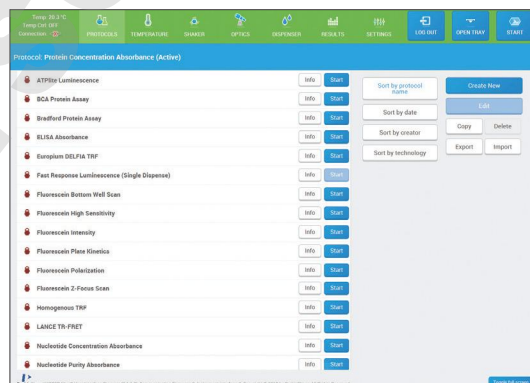 Temp: 28.3°C
Temp Ctrl: OFF
Connection:
PROTOCOLS
TEMPERATURE
SHAKER
OPTICS
DISPENSER
RESULTS
SETTINGS
LOG OUT
OPEN TRAY
START
Protocol: Protein Concentration Absorbance (Active)
ATPlite Luminescence Info Start
BCA Protein Assay Info Start
Bradford Protein Assay Info Start
ELISA Absorbance Info Start
Europium DELFIA TRF Info Start
Fast Response Luminescence (Single Dispense) Info Start
Fluorescein Bottom Well Scan Info Start
Fluorescein High Sensitivity Info Start
Fluorescein Intensity Info Start
Fluorescein Plate Kinetics Info Start
Fluorescein Polarization Info Start
Fluorescein Z-Focus Scan Info Start
Homogenous TRF Info Start
LANCE TR-FRET Info Start
Nucleotide Concentration Absorbance Info Start
Nucleotide Purity Absorbance Info Start
Sort by protocol
name
Sort by date
Sort by creator
Sort by technology
Create New
Edit
Copy Delete
Export Import